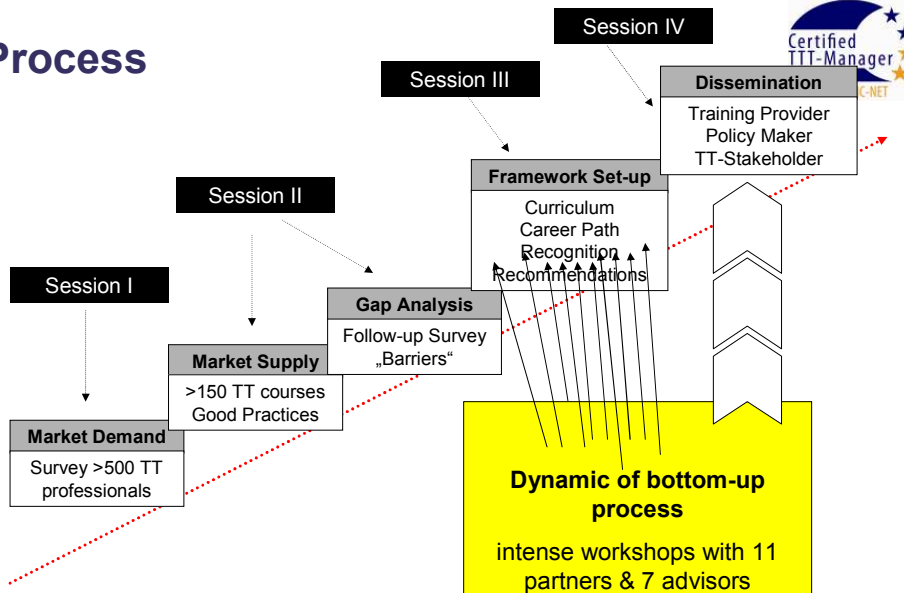 Process
Session IV
Certified
TTT-Manager
C-NET
Session III
Dissemination
Training Provider
Policy Maker
TT-Stakeholder
Framework Set-up
Curriculum
Career Path
Recognition
Recommendations
Session II
Gap Analysis
Follow-up Survey
„Barriers“
Session I
Market Supply
>150 TT courses
Good Practices
Market Demand
Survey >500 TT
professionals
Dynamic of bottom-up
process
intense workshops with 11
partners & 7 advisors